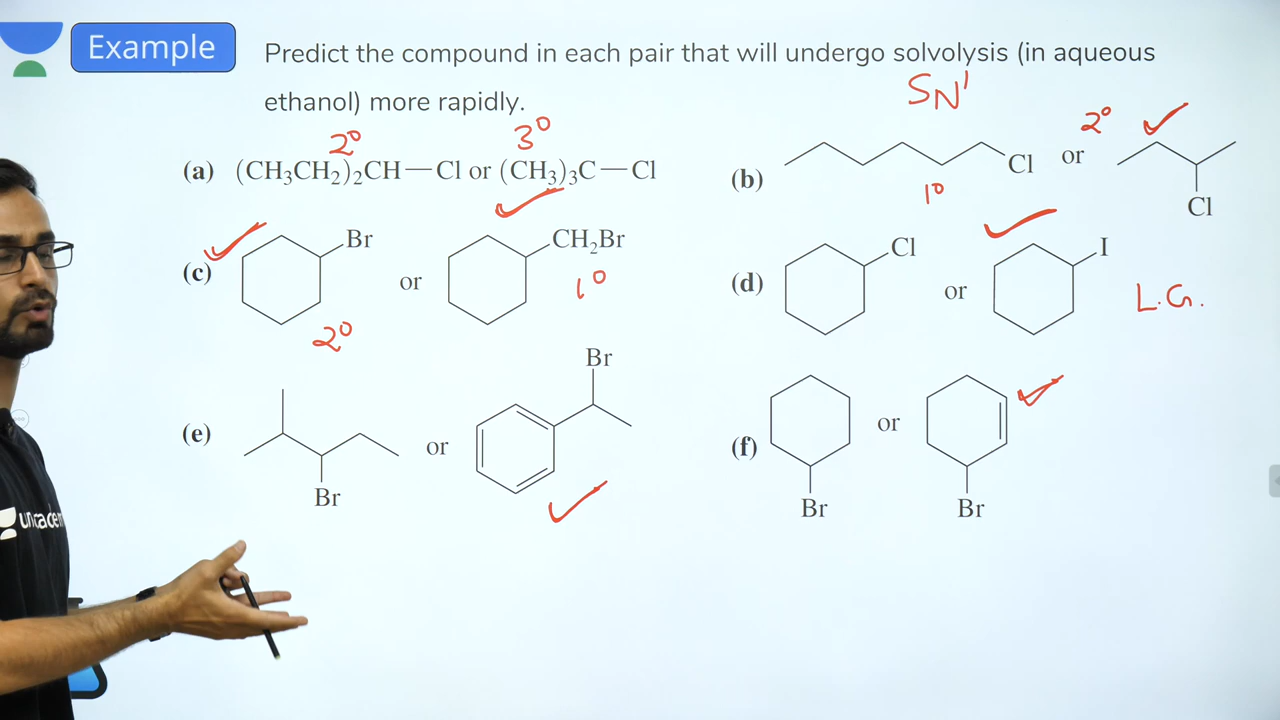 Example
Predict the compound in each pair that will undergo solvolysis (in aqueous
ethanol) more rapidly.
SN1
2° 3°
(a) (CH₃CH₂)₂CH—Cl or (CH₃)₃C—Cl
2°
(b) Cl or
1°
Cl
(c) Br or CH₂Br
2° 1°
(d) Cl or I
L.G.
(e) Br or Br
(f) Br or Br